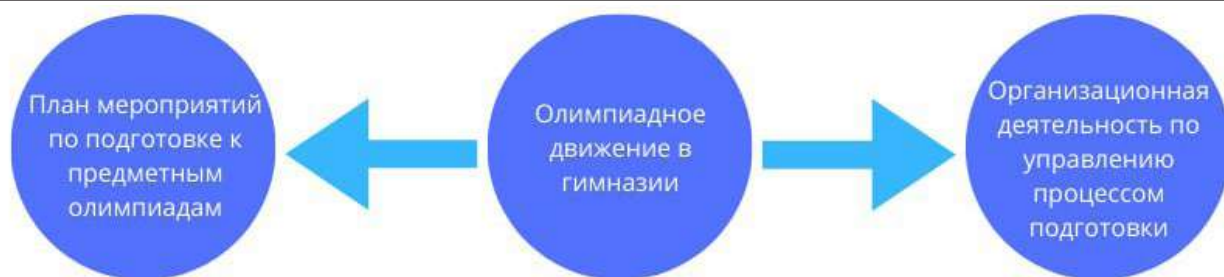 План мероприятий
по подготовке к
предметным
олимпиадам
Олимпиадное
движение в
гимназии
Организационная
деятельность по
управлению
процессом
подготовки